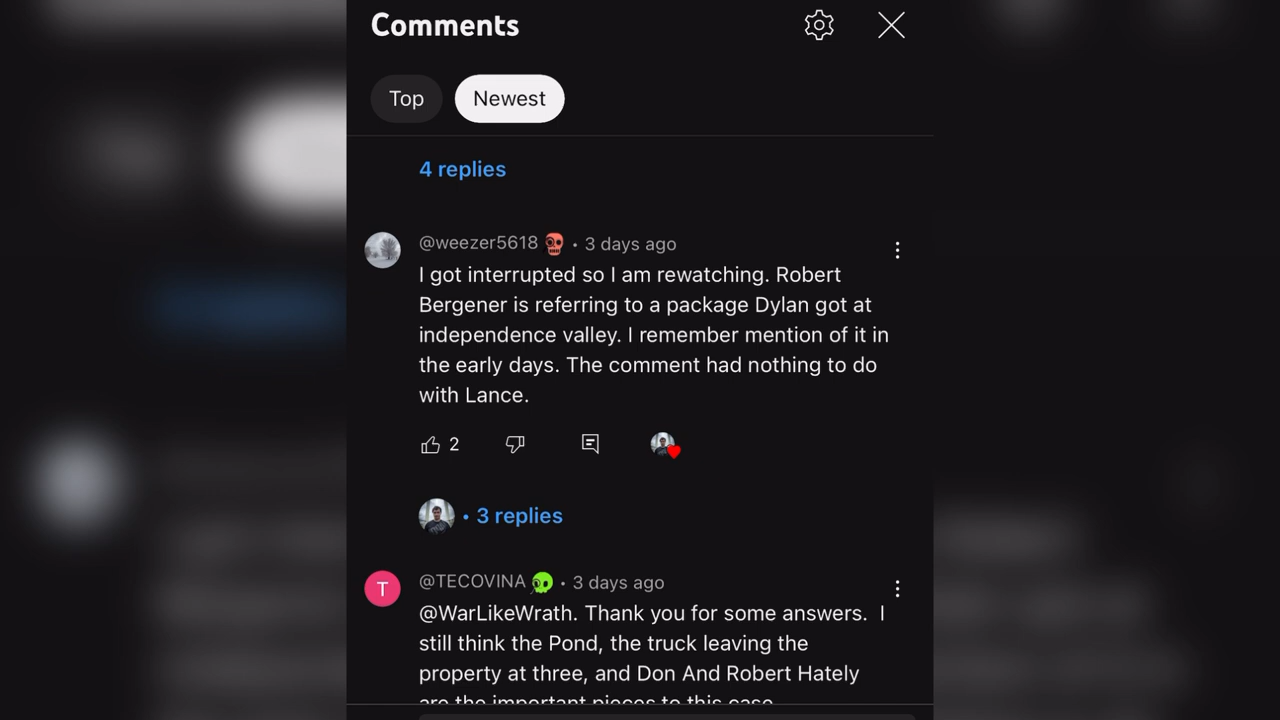 Comments
Top
Newest
4 replies
@weezer5618 • 3 days ago
I got interrupted so I am rewatching. Robert
Bergener is referring to a package Dylan got at
independence valley. I remember mention of it in
the early days. The comment had nothing to do
with Lance.
2
• 3 replies
T
@TECOVINA • 3 days ago
@WarLikeWrath. Thank you for some answers. I
still think the Pond, the truck leaving the
property at three, and Don And Robert Hately
are the important pieces to this case